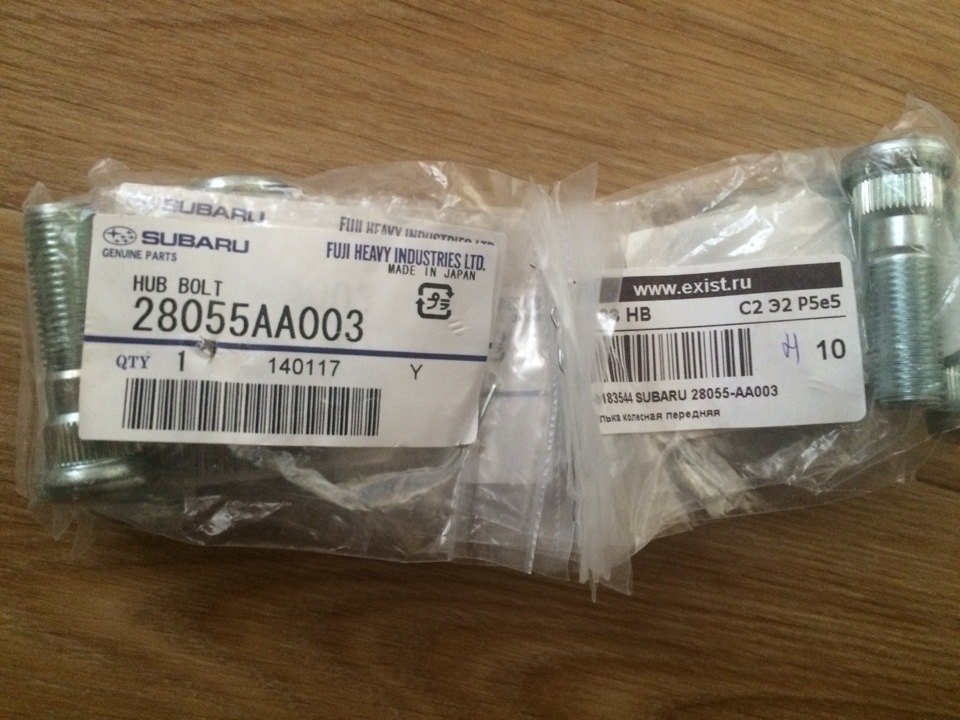 SUBARU
FUJI HEAVY INDUSTRIES LTD.
SUBARU
GENUINE PARTS
FUJI HEAVY INDUSTRIES LTD.
MADE IN JAPAN
HUB BOLT
28055AA003
QTY 1 140117 Y
www.exist.ru
HB C2 Э2 P5e5
10
183544 SUBARU 28055-AA003
передняя